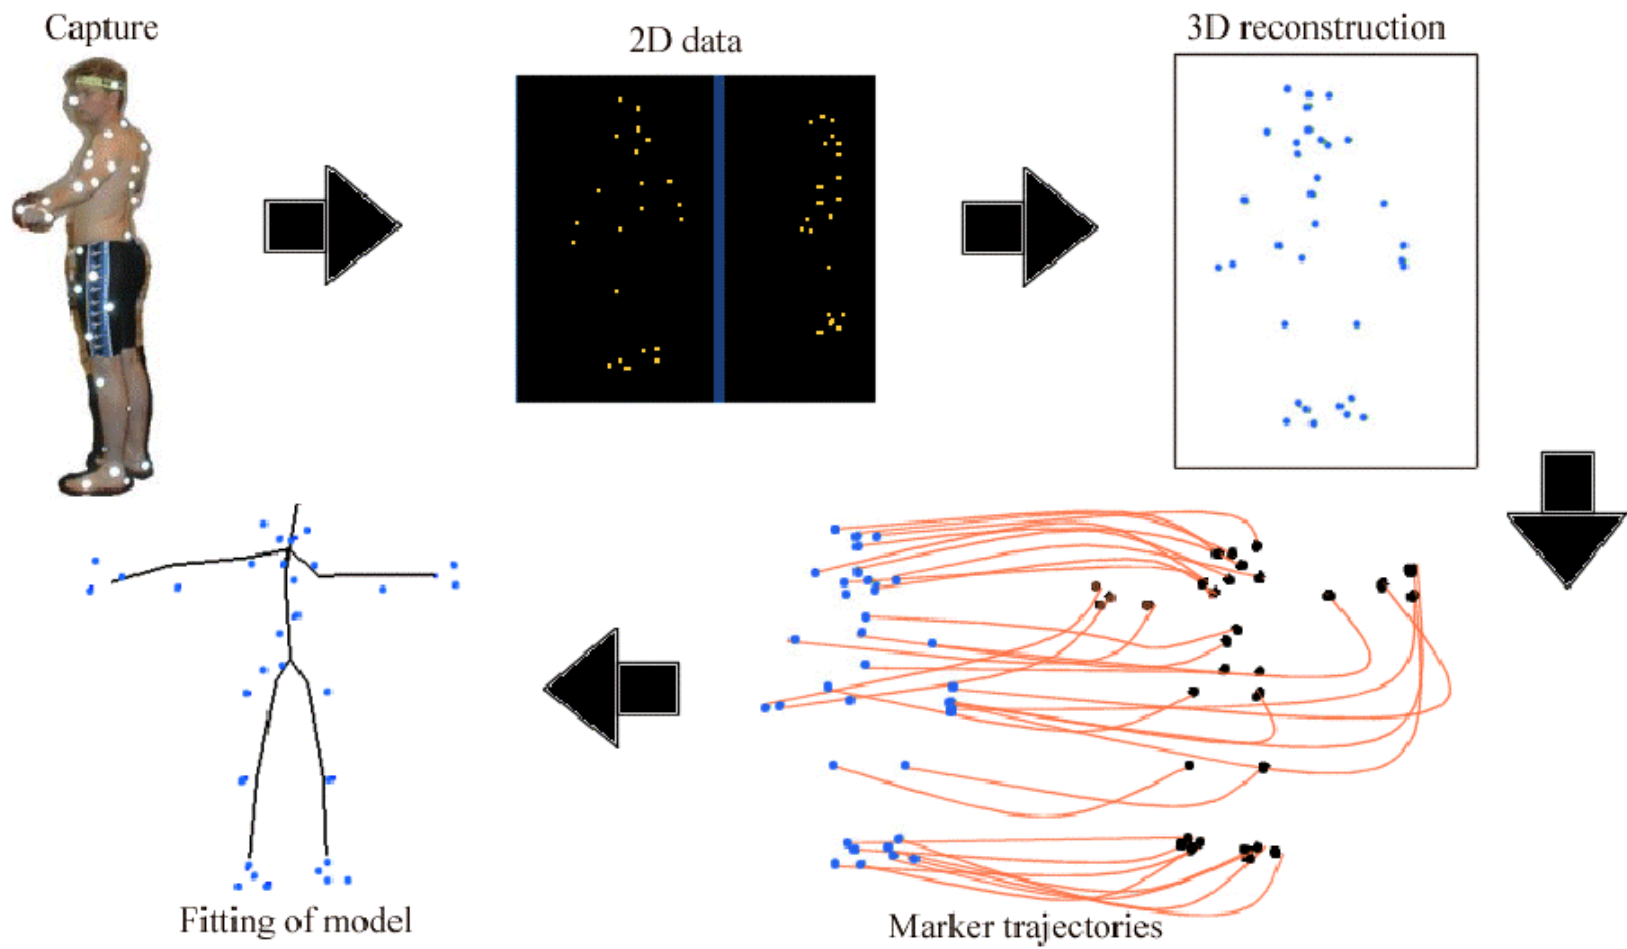 Capture
2D data
3D reconstruction
Fitting of model
Marker trajectories